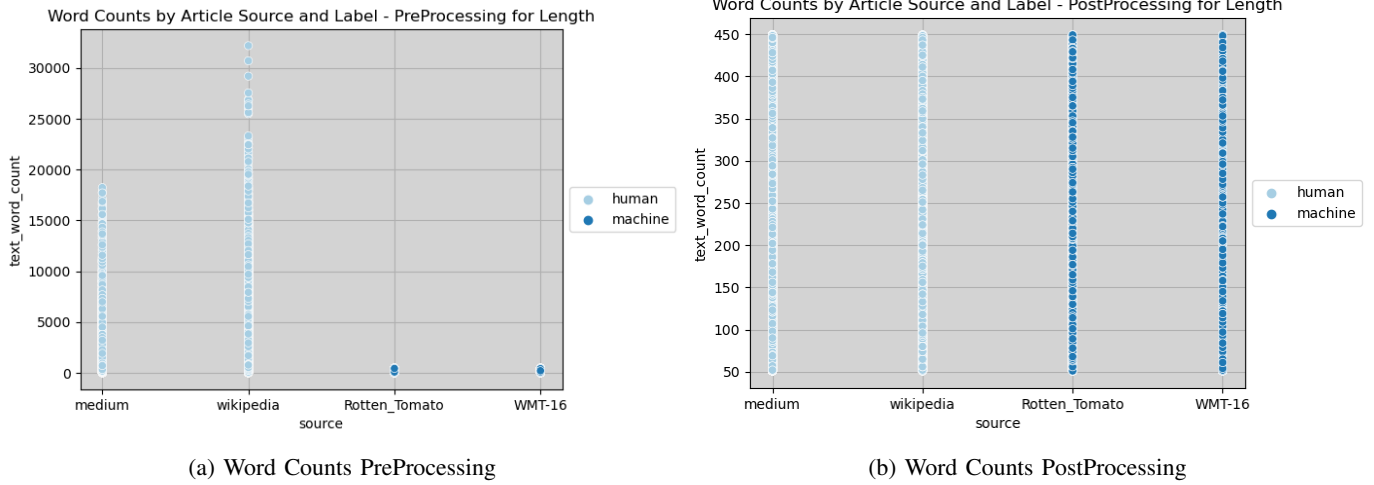 Word Counts by Article Source and Label - PreProcessing for Length
30000
25000
20000
15000
10000
5000
0
text_word_count
medium
wikipedia
Rotten_Tomato
WMT-16
source
human
machine
(a) Word Counts PreProcessing
Word Counts by Article Source and Label - PostProcessing for Length
450
400
350
300
250
200
150
100
50
text_word_count
medium
wikipedia
Rotten_Tomato
WMT-16
source
human
machine
(b) Word Counts PostProcessing